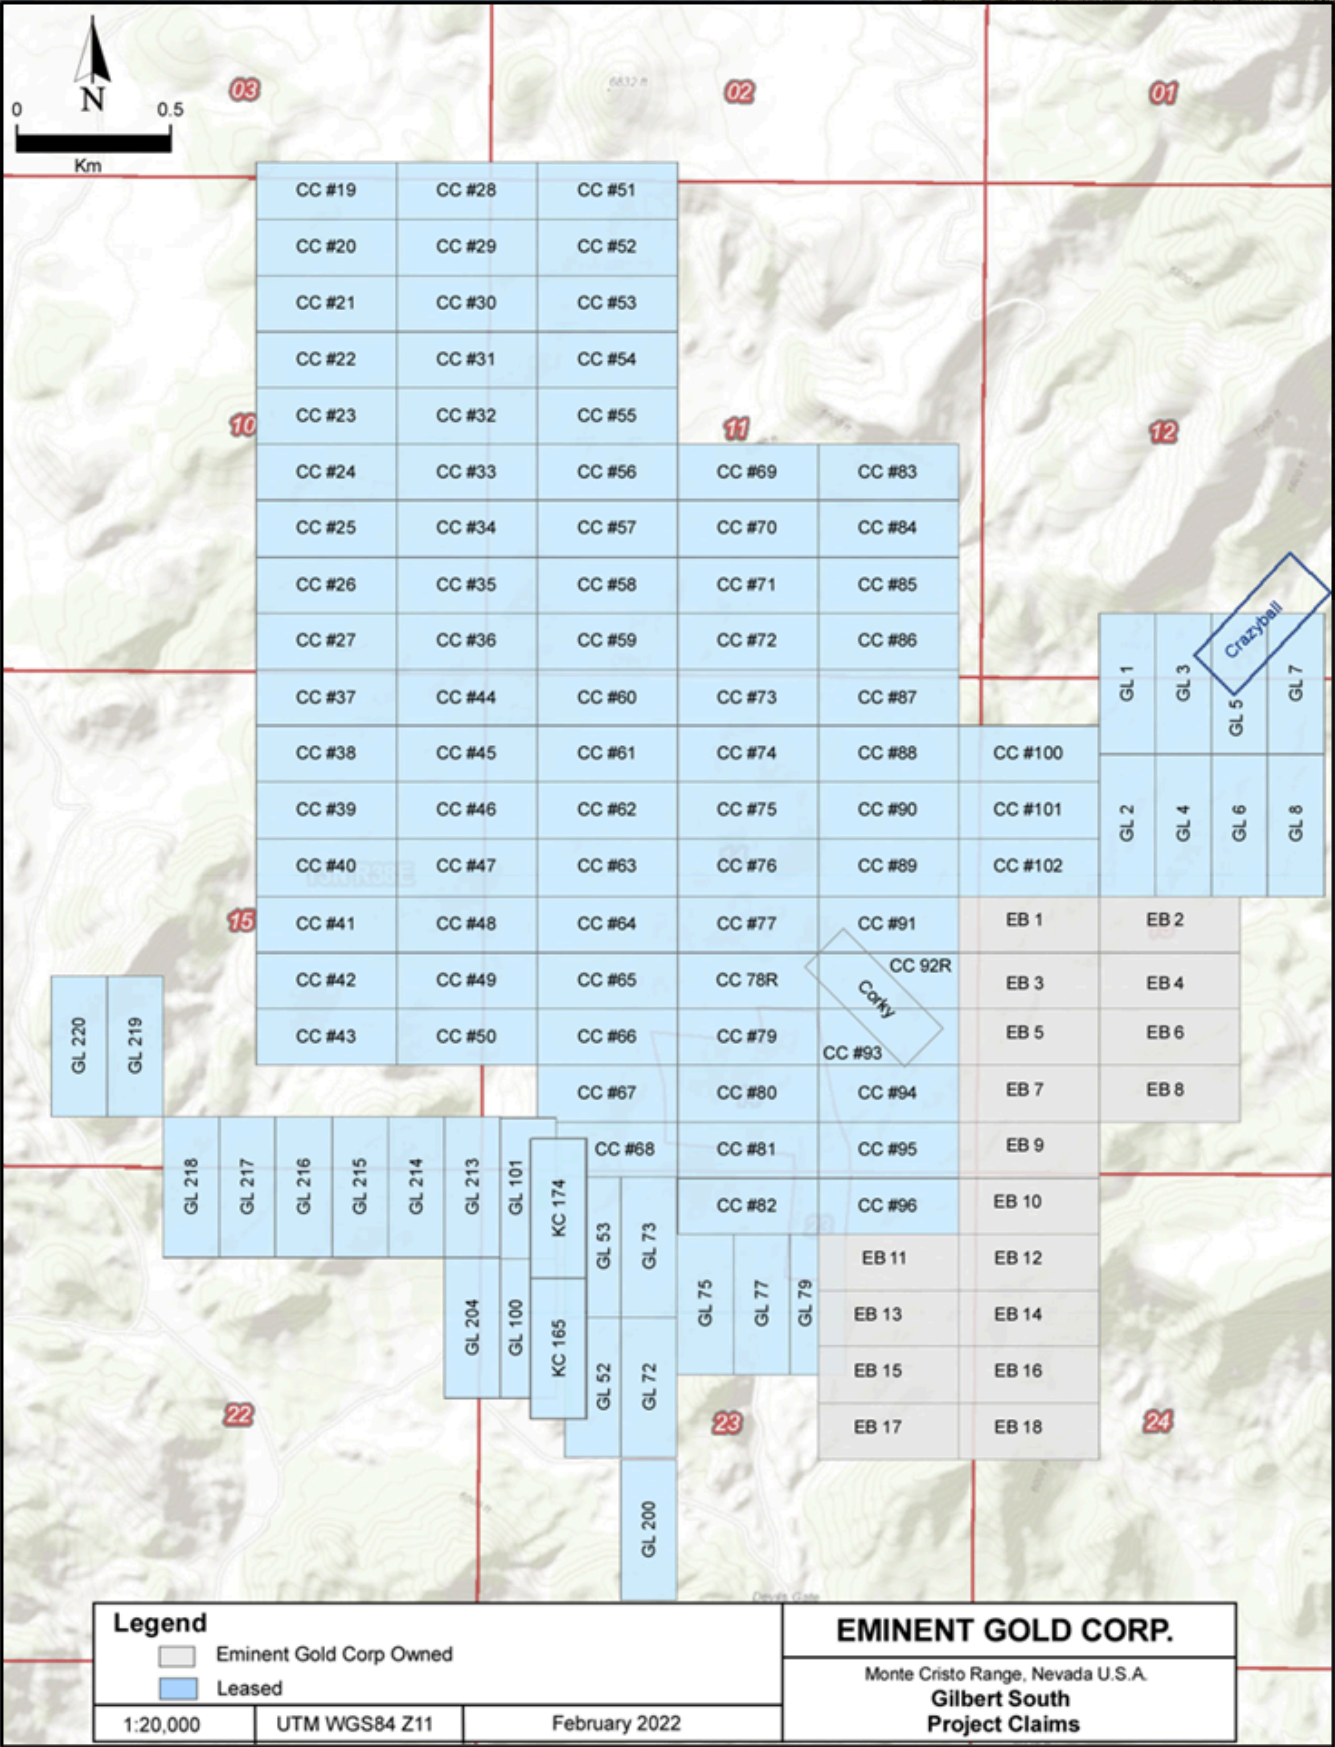 03
02
01
6832 ft
N
0 0.5
Km
CC #19 CC #28 CC #51
CC #20 CC #29 CC #52
CC #21 CC #30 CC #53
CC #22 CC #31 CC #54
CC #23 CC #32 CC #55
10
11
12
CC #24 CC #33 CC #56 CC #69 CC #83
CC #25 CC #34 CC #57 CC #70 CC #84
CC #26 CC #35 CC #58 CC #71 CC #85
CC #27 CC #36 CC #59 CC #72 CC #86
Crazyball
GL 1
GL 3
GL 5
GL 7
CC #37 CC #44 CC #60 CC #73 CC #87
CC #38 CC #45 CC #61 CC #74 CC #88 CC #100
CC #39 CC #46 CC #62 CC #75 CC #90 CC #101
GL 2
GL 4
GL 6
GL 8
CC #40 CC #47 CC #63 CC #76 CC #89 CC #102
15
CC #41 CC #48 CC #64 CC #77 CC #91 EB 1 EB 2
CC #42 CC #49 CC #65 CC 78R CC 92R EB 3 EB 4
Corky
CC #43 CC #50 CC #66 CC #79 CC #93 EB 5 EB 6
GL 220
GL 219
CC #67 CC #80 CC #94 EB 7 EB 8
CC #68 CC #81 CC #95 EB 9
GL 218
GL 217
GL 216
GL 215
GL 214
GL 213
GL 101
KC 174
GL 53
GL 73
CC #82 CC #96 EB 10
EB 11 EB 12
GL 204
GL 100
KC 165
GL 52
GL 72
GL 75
GL 77
GL 79
EB 13 EB 14
EB 15 EB 16
22
23
24
EB 17 EB 18
GL 200
Devils Gate
Legend
Eminent Gold Corp Owned
Leased
1:20,000 UTM WGS84 Z11 February 2022
EMINENT GOLD CORP.
Monte Cristo Range, Nevada U.S.A.
Gilbert South
Project Claims